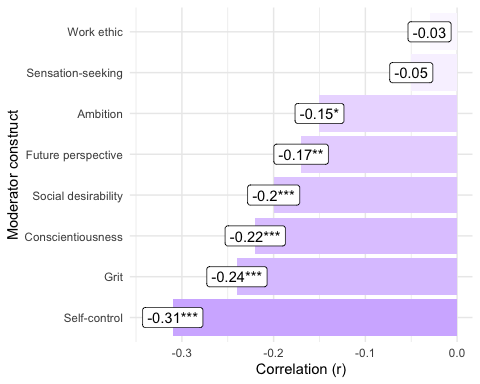 Moderator construct
Work ethic
-0.03
Sensation-seeking
-0.05
Ambition
-0.15*
Future perspective
-0.17**
Social desirability
-0.2***
Conscientiousness
-0.22***
Grit
-0.24***
Self-control
-0.31***
-0.3
-0.2
-0.1
0.0
Correlation (r)